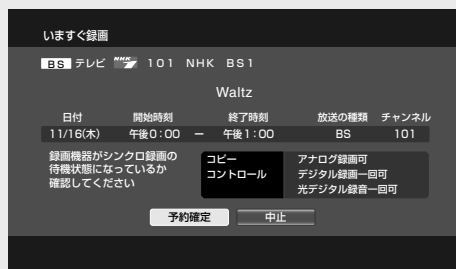 いますぐ録画
BS テレビ NHK 101 NHK BS1
Waltz
日付 開始時刻 終了時刻 放送の種類 チャンネル
11/16(木) 午後0：00 － 午後1：00 BS 101
録画機器がシンクロ録画の
待機状態になっているか
確認してください
コピー
コントロール
アナログ録画可
デジタル録画一回可
光デジタル録音一回可
予約確定 中止